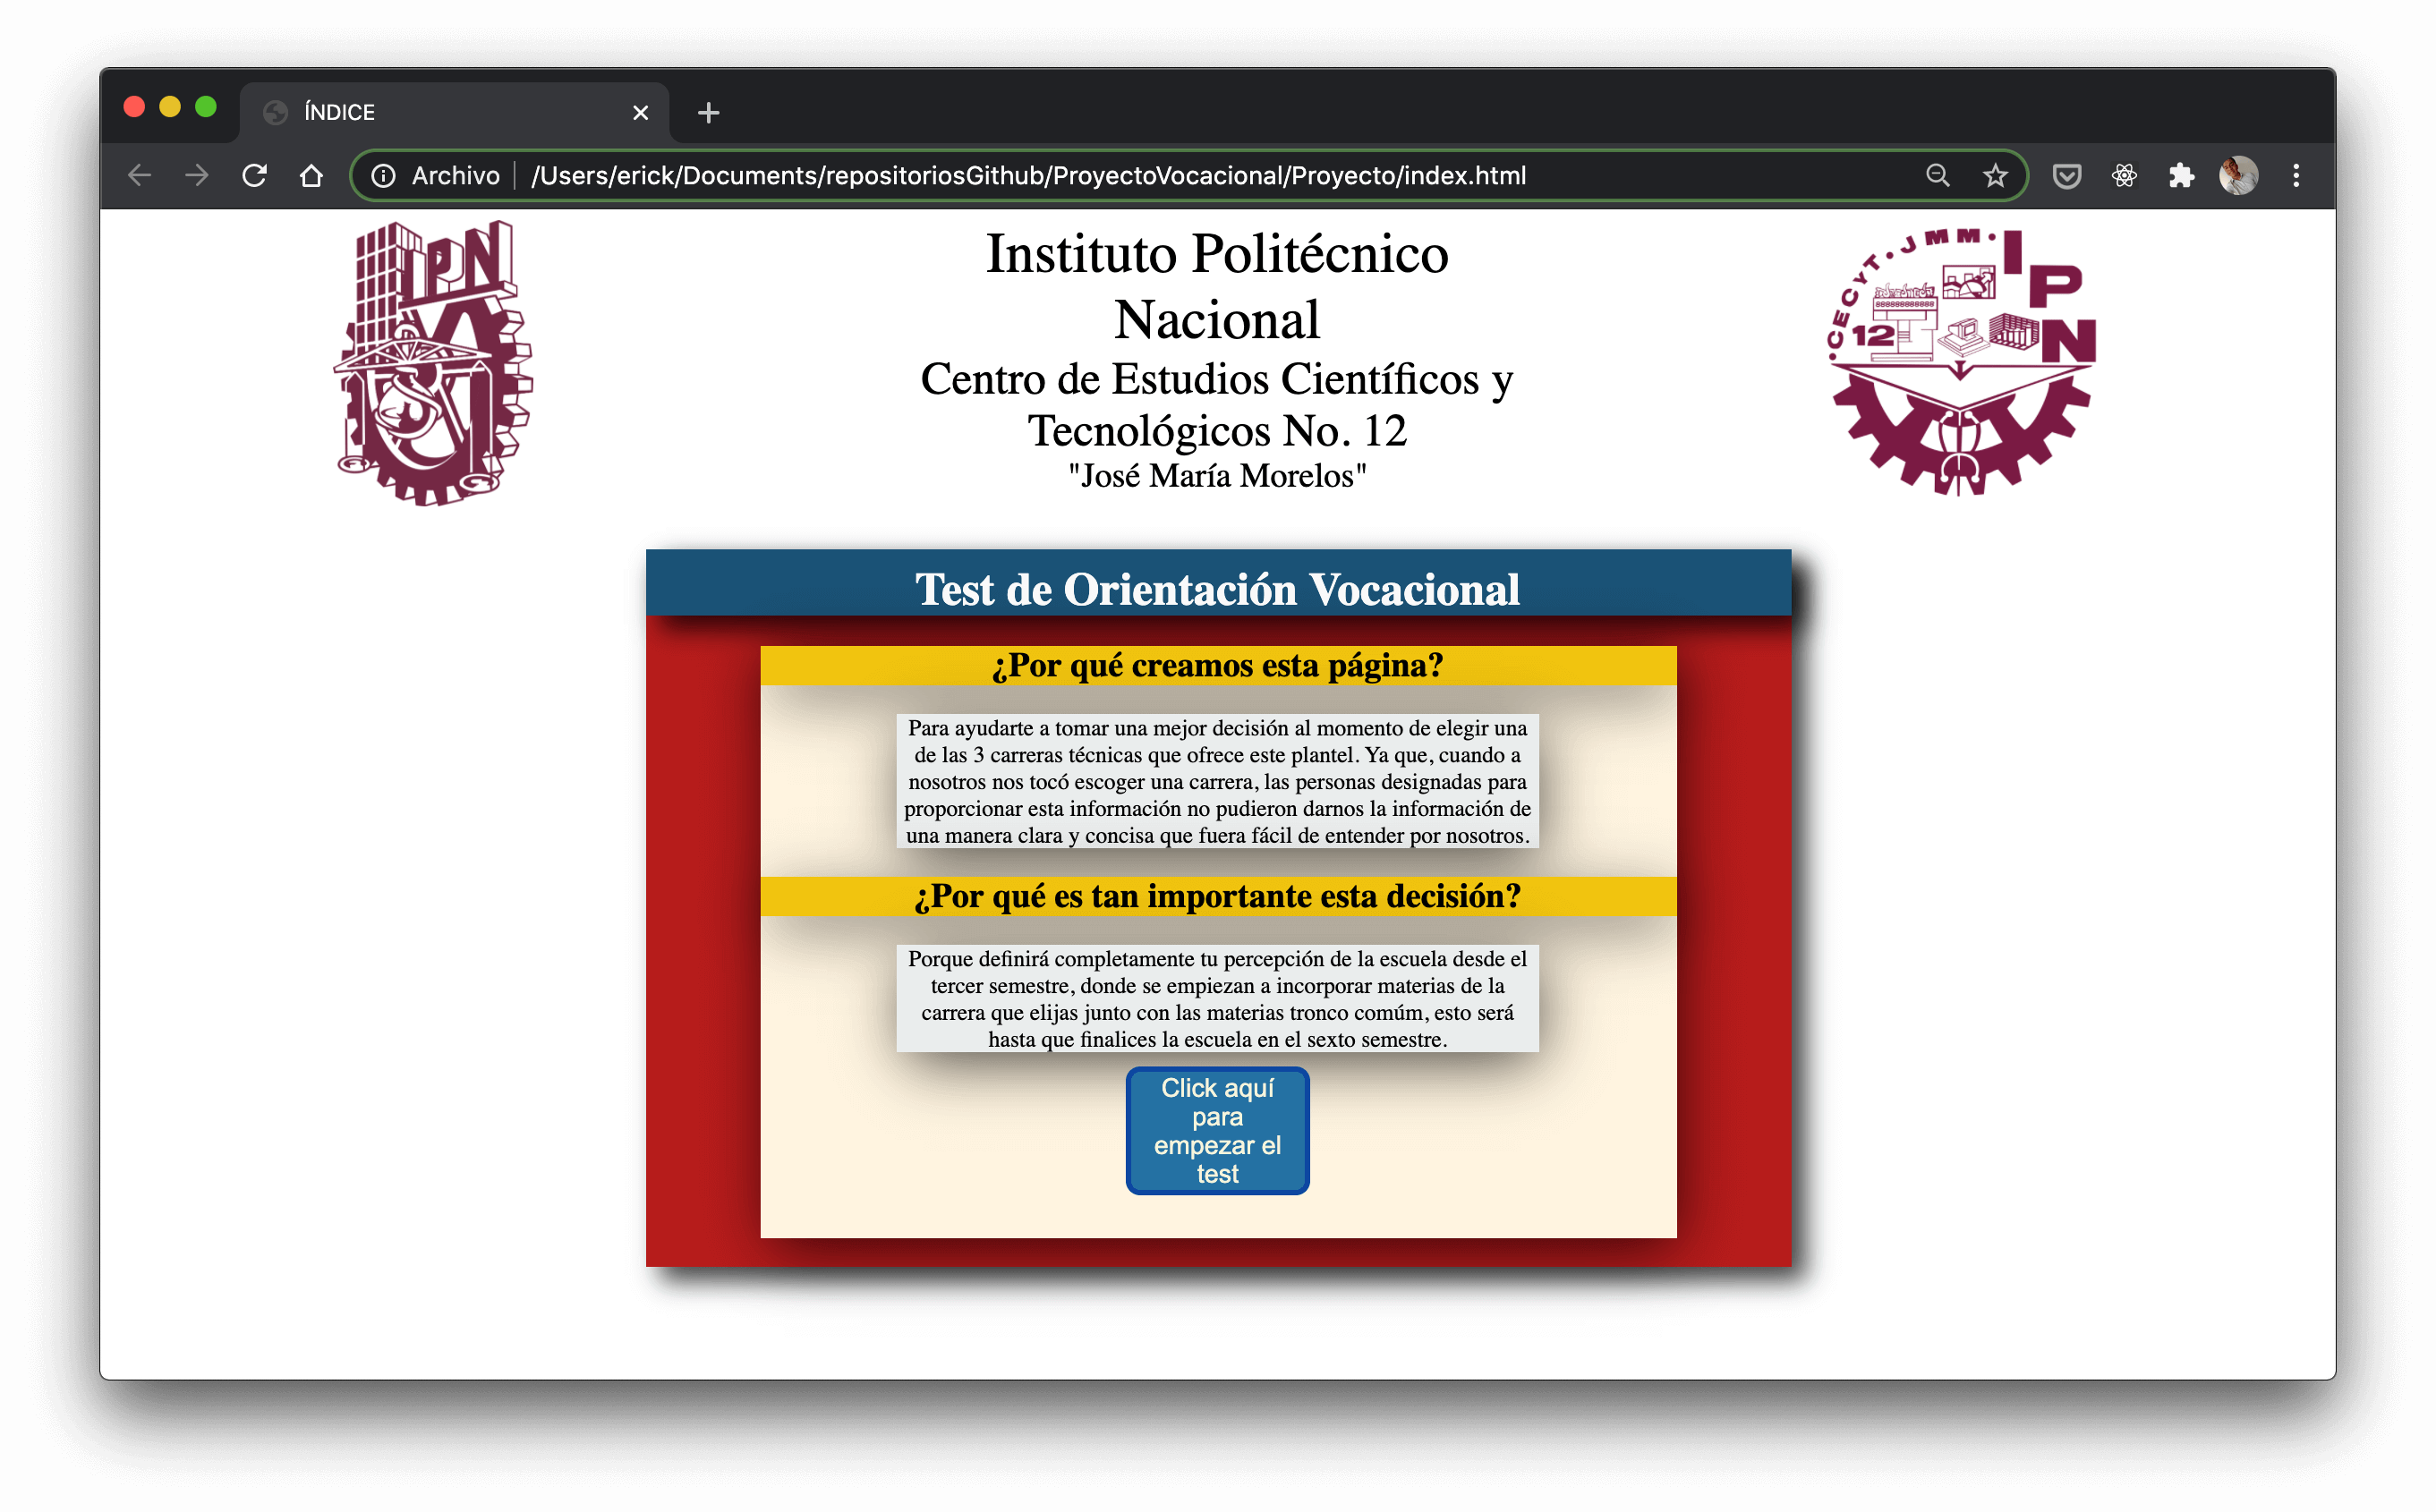 ÍNDICE
Archivo
/Users/erick/Documents/repositoriosGithub/ProyectoVocacional/Proyecto/index.html
IPN
Instituto Politécnico
Nacional
Centro de Estudios Científicos y
Tecnológicos No. 12
"José María Morelos"
·CECYT·JMM·
IPN
12
Test de Orientación Vocacional
¿Por qué creamos esta página?
Para ayudarte a tomar una mejor decisión al momento de elegir una
de las 3 carreras técnicas que ofrece este plantel. Ya que, cuando a
nosotros nos tocó escoger una carrera, las personas designadas para
proporcionar esta información no pudieron darnos la información de
una manera clara y concisa que fuera fácil de entender por nosotros.
¿Por qué es tan importante esta decisión?
Porque definirá completamente tu percepción de la escuela desde el
tercer semestre, donde se empiezan a incorporar materias de la
carrera que elijas junto con las materias tronco comúm, esto será
hasta que finalices la escuela en el sexto semestre.
Click aquí
para
empezar el
test